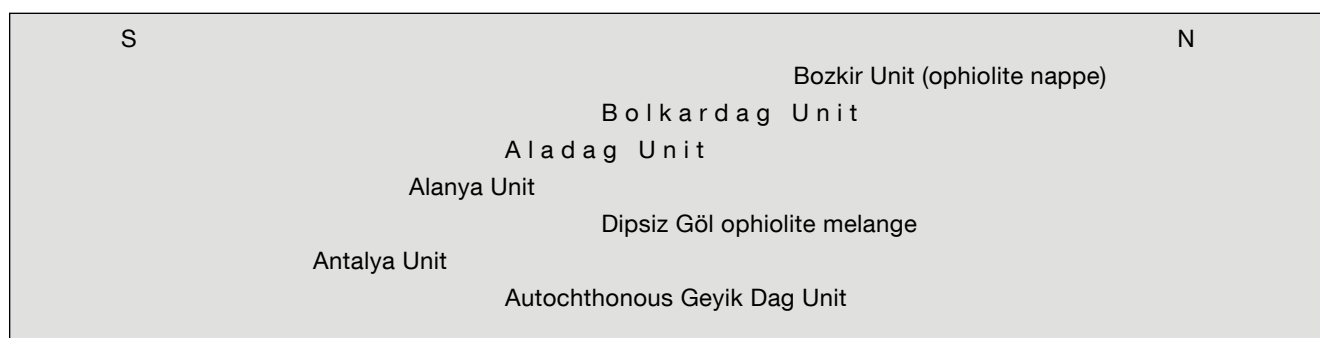 S N
Bozkir Unit (ophiolite nappe)
Bolkardag Unit
Aladag Unit
Alanya Unit
Dipsiz Göl ophiolite melange
Antalya Unit
Autochthonous Geyik Dag Unit